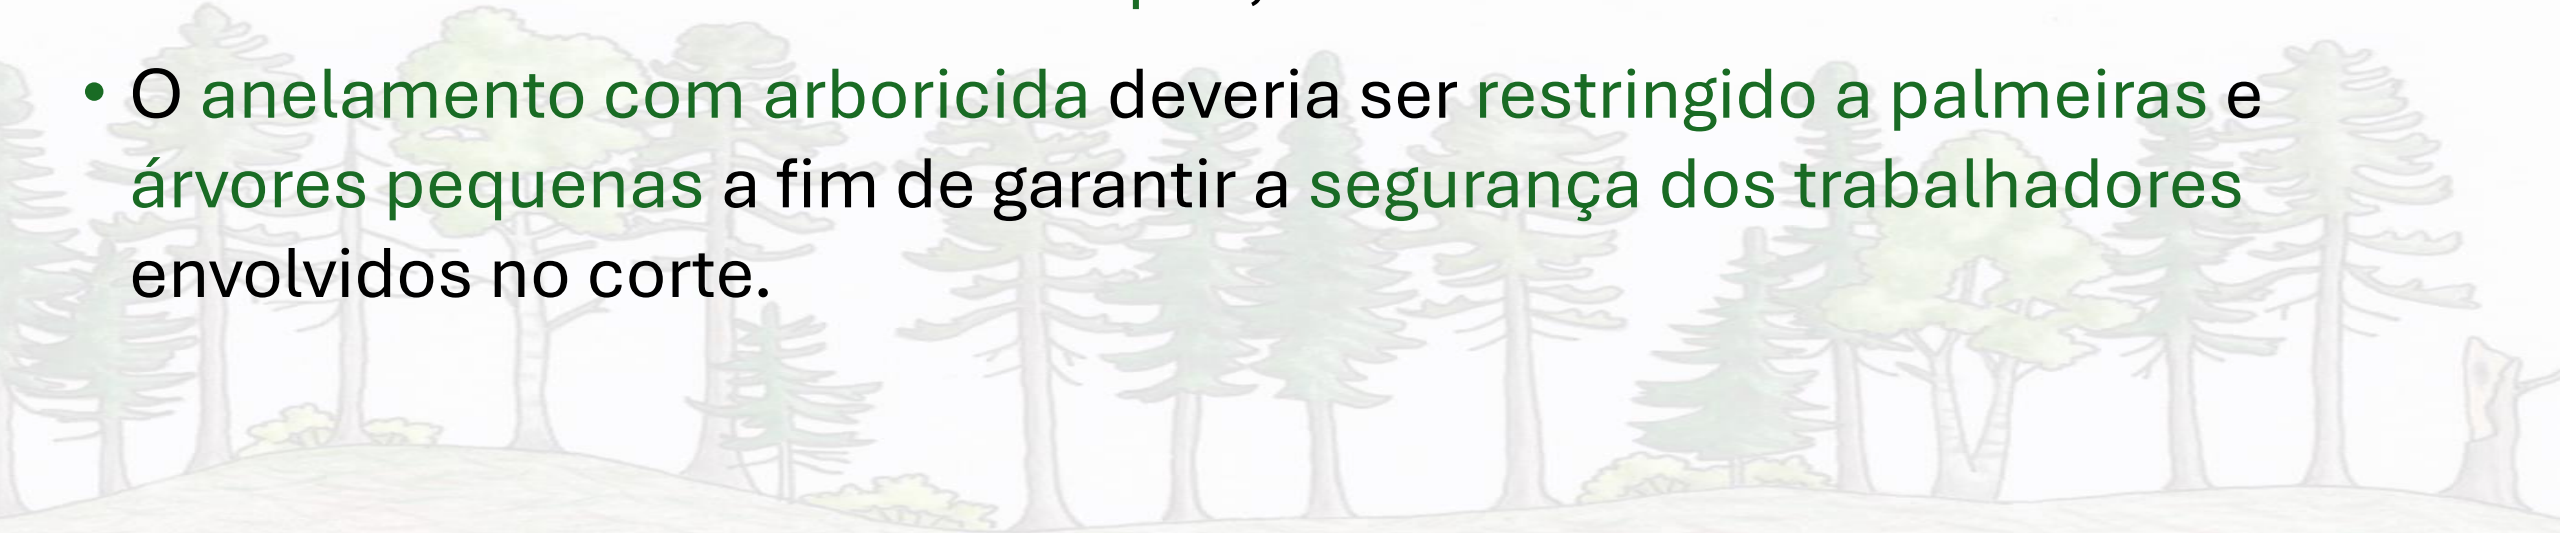 • O anelamento com arboricida deveria ser restringido a palmeiras e
árvores pequenas a fim de garantir a segurança dos trabalhadores
envolvidos no corte.